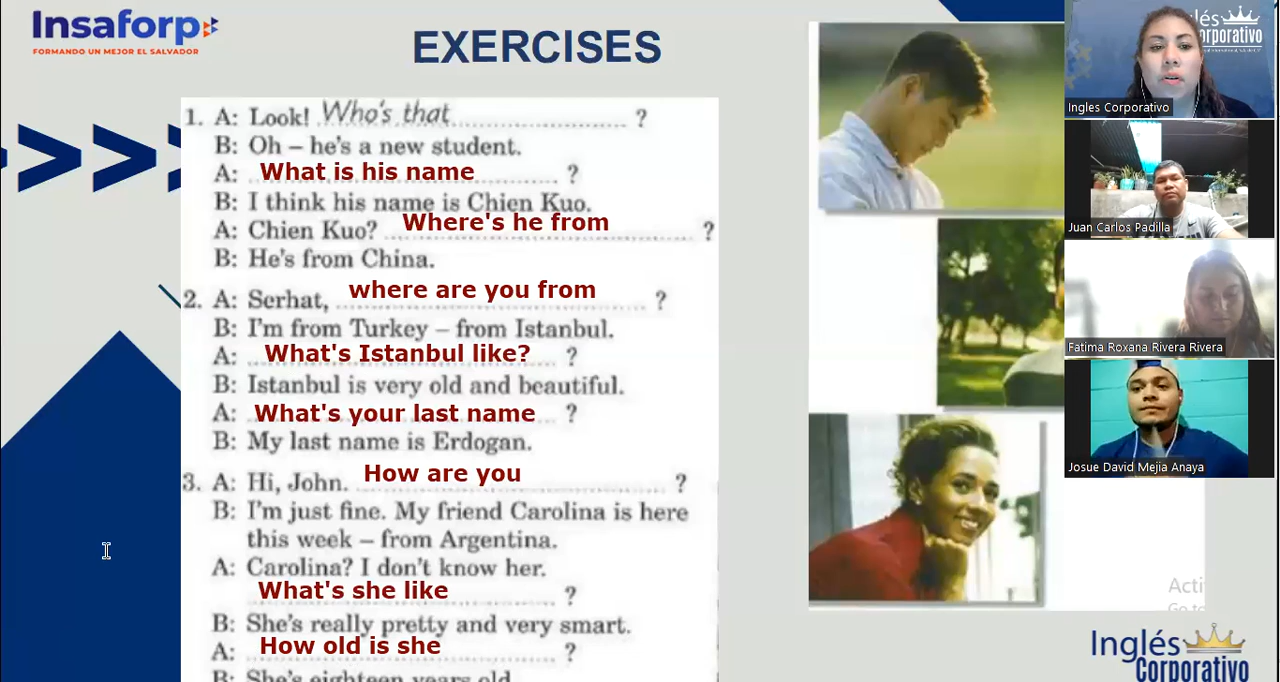 Insaforp
FORMANDO UN MEJOR EL SALVADOR
EXERCISES
1. A: Look! Who's that ?
B: Oh – he's a new student.
A: What is his name ?
B: I think his name is Chien Kuo.
A: Chien Kuo? Where's he from ?
B: He's from China.
2. A: Serhat, where are you from ?
B: I'm from Turkey – from Istanbul.
A: What's Istanbul like? ?
B: Istanbul is very old and beautiful.
A: What's your last name ?
B: My last name is Erdogan.
3. A: Hi, John. How are you ?
B: I'm just fine. My friend Carolina is here
this week – from Argentina.
A: Carolina? I don't know her.
What's she like ?
B: She's really pretty and very smart.
A: How old is she ?
B: She's eighteen years old.
Ingles Corporativo
Juan Carlos Padilla
Fatima Roxana Rivera Rivera
Josue David Mejia Anaya
Inglés
Corporativo